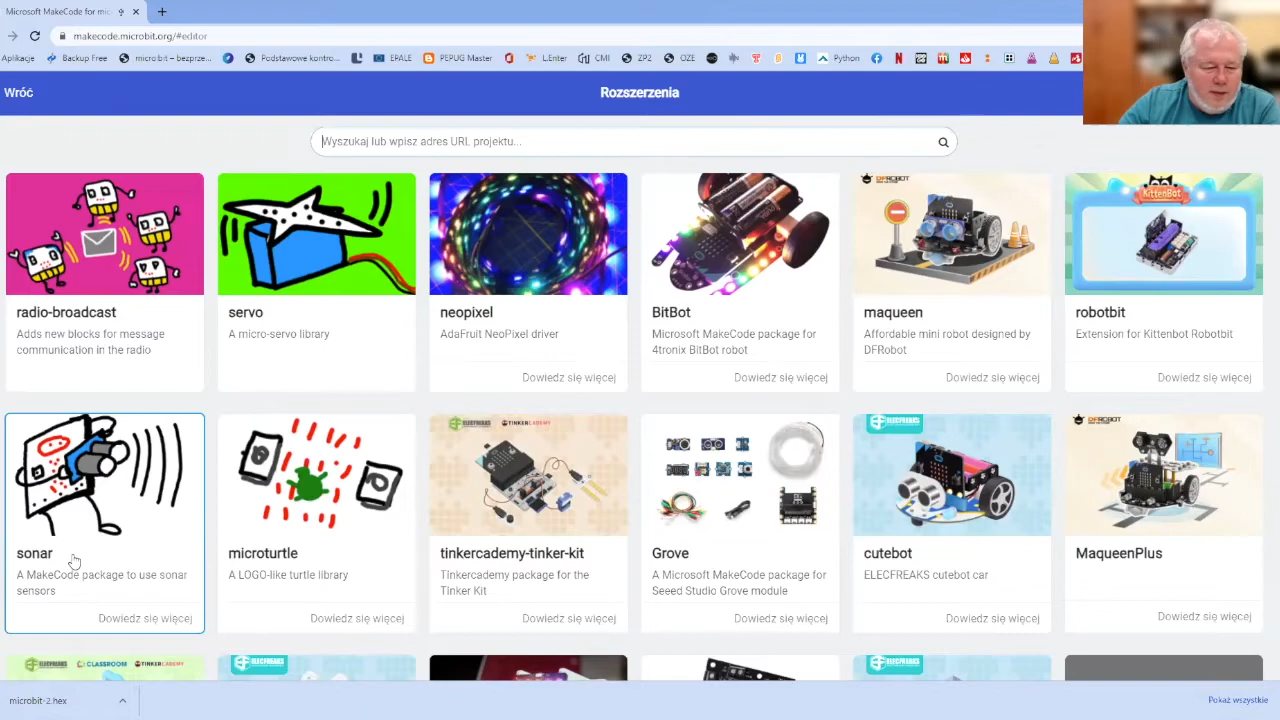 Microsoft MakeCode for mic
makecode.microbit.org/#editor
Aplikacje
Backup Free
microbit – bezprze...
Podstawowe kontro...
EPALE
PEPUG Master
L.Enter
CMI
ZPE
OZE
Python
Wróć
Rozszerzenia
Wyszukaj lub wpisz adres URL projektu...
DFROBOT
KittenBot
radio-broadcast
Adds new blocks for message
communication in the radio
servo
A micro-servo library
neopixel
AdaFruit NeoPixel driver
Dowiedz się więcej
BitBot
Microsoft MakeCode package for
4tronix BitBot robot
Dowiedz się więcej
maqueen
Affordable mini robot designed by
DFRobot
Dowiedz się więcej
robotbit
Extension for Kittenbot Robotbit
Dowiedz się więcej
ELECFREAKS
TINKERCADEMY
ELECFREAKS
DFROBOT
sonar
A MakeCode package to use sonar
sensors
Dowiedz się więcej
microturtle
A LOGO-like turtle library
Dowiedz się więcej
tinkercademy-tinker-kit
Tinkercademy package for the
Tinker Kit
Dowiedz się więcej
Grove
A Microsoft MakeCode package for
Seeed Studio Grove module
Dowiedz się więcej
cutebot
ELECFREAKS cutebot car
Dowiedz się więcej
MaqueenPlus
Dowiedz się więcej
ELECFREAKS
CLASSROOM
TINKERCADEMY
ELECFREAKS
ELECFREAKS
microbit-2.hex
Pokaż wszystkie